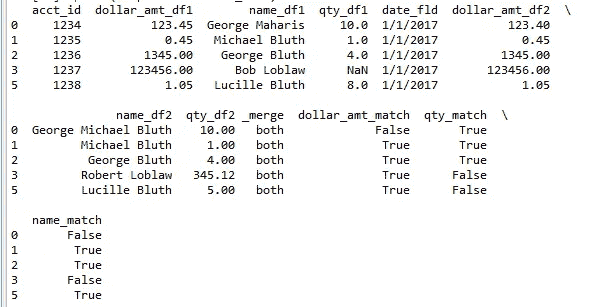 acct_id dollar_amt_df1 name_df1 qty_df1 date_fld dollar_amt_df2 \
0 1234 123.45 George Maharis 10.0 1/1/2017 123.40
1 1235 0.45 Michael Bluth 1.0 1/1/2017 0.45
2 1236 1345.00 George Bluth 4.0 1/1/2017 1345.00
3 1237 123456.00 Bob Loblaw NaN 1/1/2017 123456.00
5 1238 1.05 Lucille Bluth 8.0 1/1/2017 1.05
name_df2 qty_df2 _merge dollar_amt_match qty_match \
0 George Michael Bluth 10.00 both False True
1 Michael Bluth 1.00 both True True
2 George Bluth 4.00 both True True
3 Robert Loblaw 345.12 both True False
5 Lucille Bluth 5.00 both True False
name_match
0 False
1 True
2 True
3 False
5 True